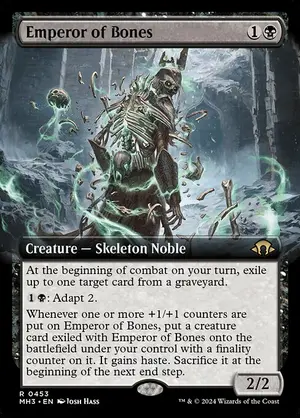 Emperor of Bones 1
Creature — Skeleton Noble
At the beginning of combat on your turn, exile
up to one target card from a graveyard.
1 : Adapt 2.
Whenever one or more +1/+1 counters are
put on Emperor of Bones, put a creature
card exiled with Emperor of Bones onto the
battlefield under your control with a finality
counter on it. It gains haste. Sacrifice it at the
beginning of the next end step.
2/2
R 0453
MH3 • EN Josh Hass
™ & © 2024 Wizards of the Coast